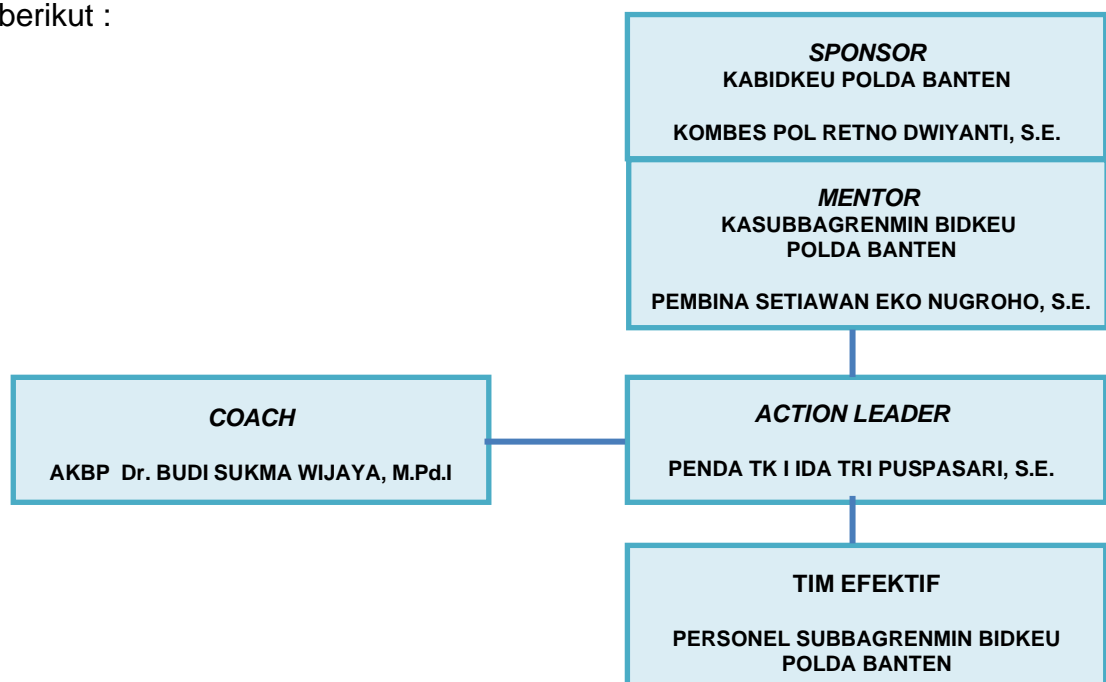 berikut :
SPONSOR
KABIDKEU POLDA BANTEN
KOMBES POL RETNO DWIYANTI, S.E.
MENTOR
KASUBBAGRENMIN BIDKEU
POLDA BANTEN
PEMBINA SETIAWAN EKO NUGROHO, S.E.
COACH
AKBP Dr. BUDI SUKMA WIJAYA, M.Pd.I
ACTION LEADER
PENDA TK I IDA TRI PUSPASARI, S.E.
TIM EFEKTIF
PERSONEL SUBBAGRENMIN BIDKEU
POLDA BANTEN